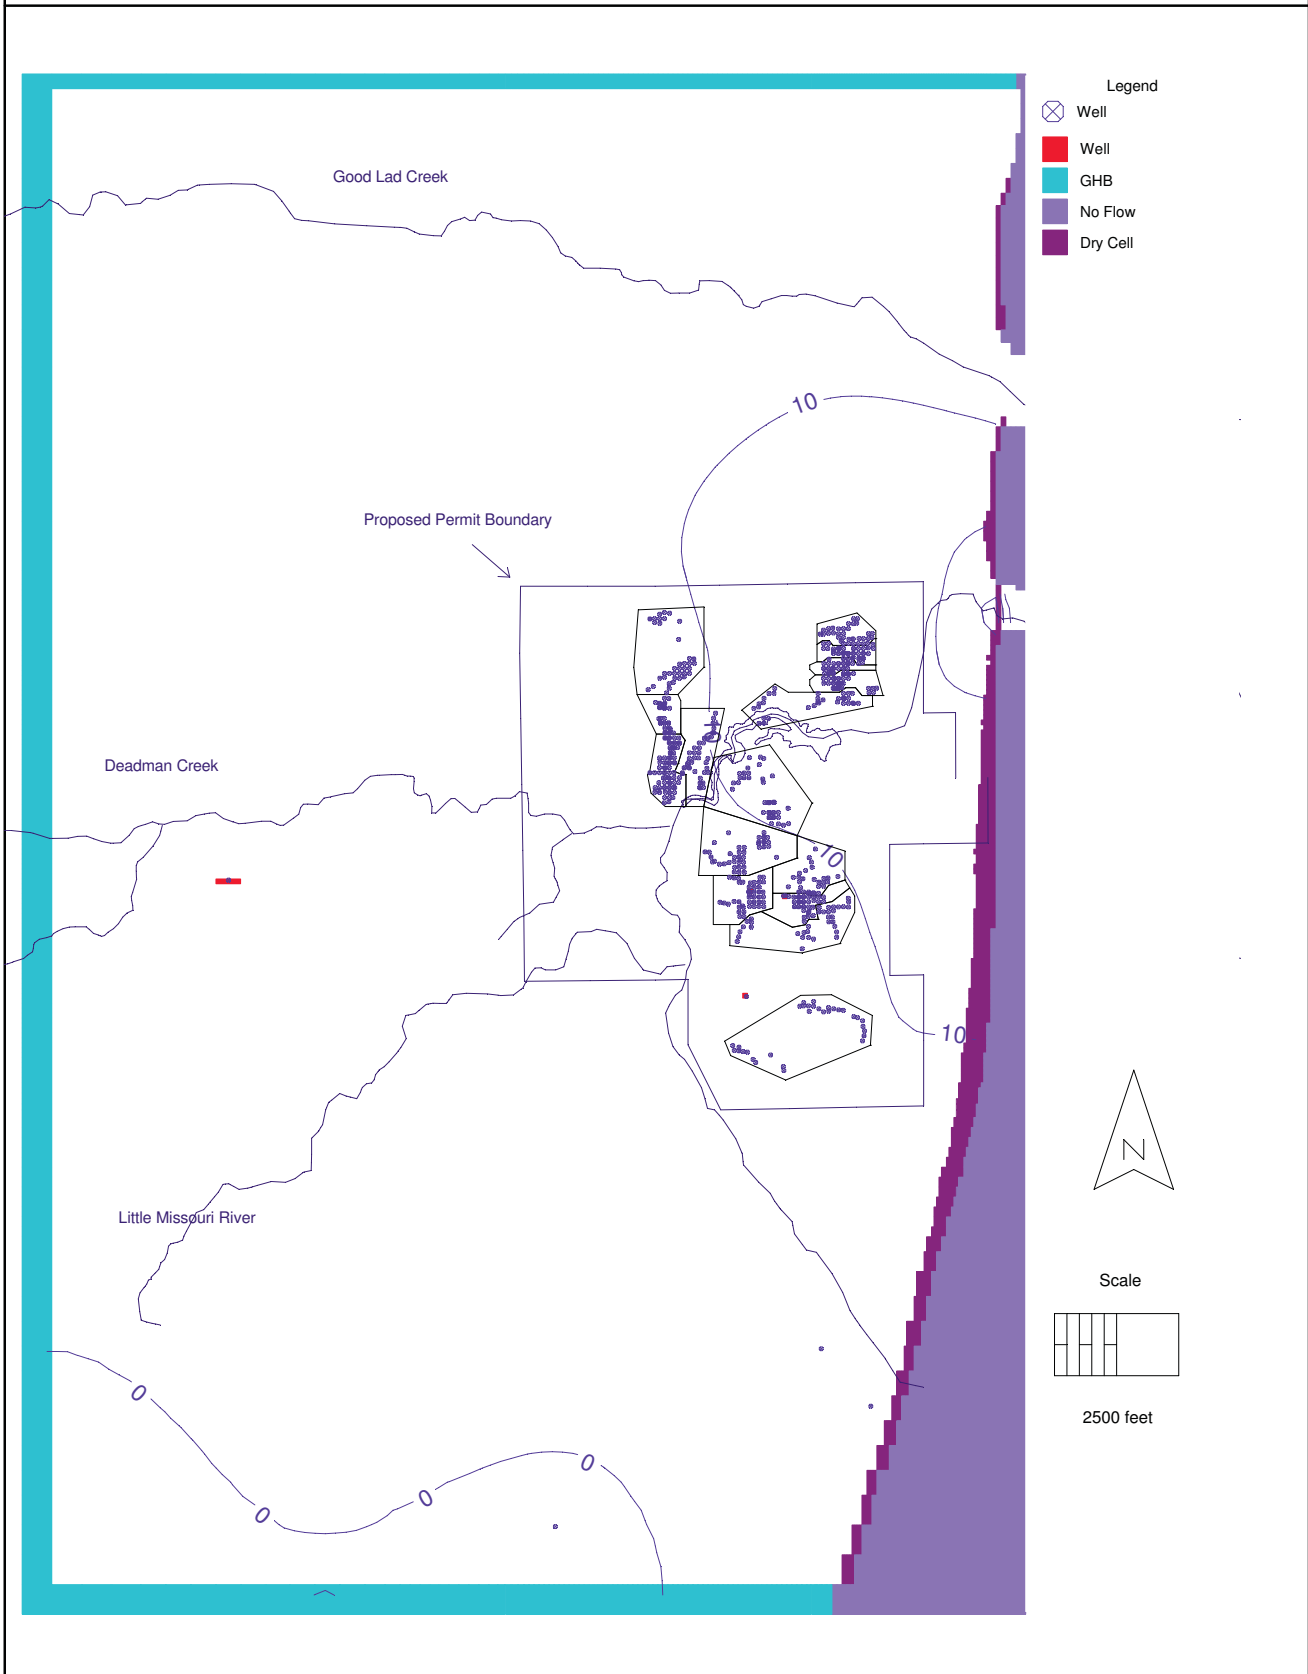 Legend
Well
Well
GHB
No Flow
Dry Cell
Good Lad Creek
10
Proposed Permit Boundary
Deadman Creek
10
10
N
Little Missouri River
Scale
2500 feet
0
0
0
0